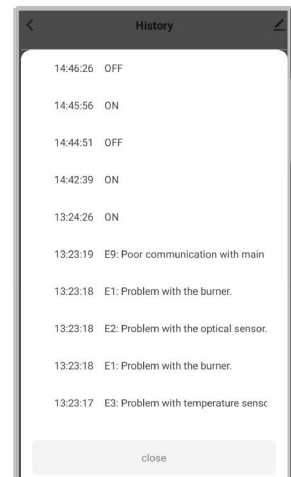 History
14:46:26 OFF
14:45:56 ON
14:44:51 OFF
14:42:39 ON
13:24:26 ON
13:23:19 E9: Poor communication with main
13:23:18 E1: Problem with the burner.
13:23:18 E2: Problem with the optical sensor.
13:23:18 E1: Problem with the burner.
13:23:17 E3: Problem with temperature
close